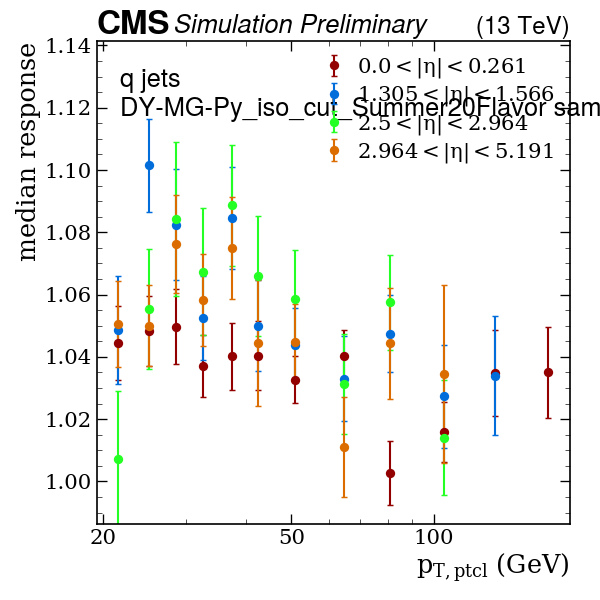 CMS Simulation Preliminary (13 TeV)
q jets
DY-MG-Py_iso_cut_Summer20Flavor sam
0.0 < |η| < 0.261
1.305 < |η| < 1.566
2.5 < |η| < 2.964
2.964 < |η| < 5.191
median response
1.14
1.12
1.10
1.08
1.06
1.04
1.02
1.00
20 50 100
pT, ptcl (GeV)